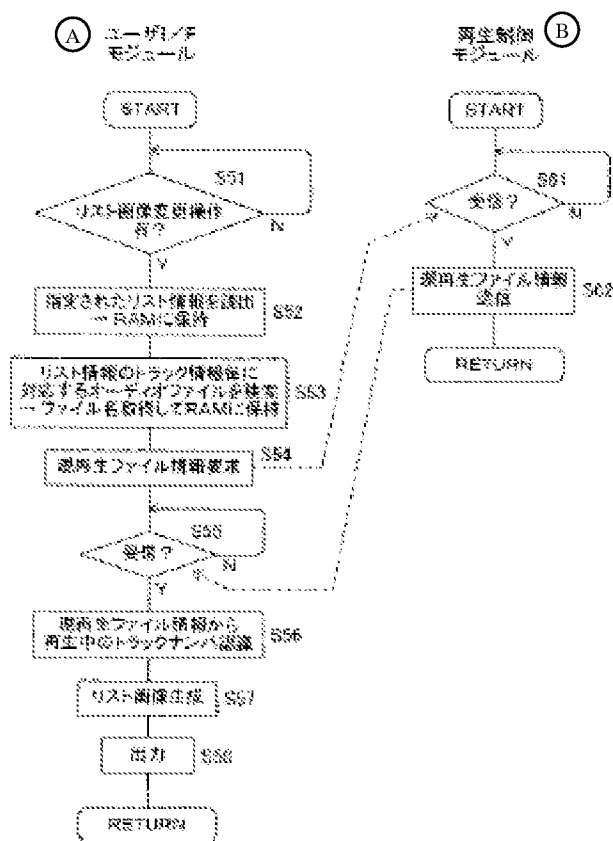 A
ユーザI/F
モジュール
START
S51
リスト画像変更操作
有？
N
Y
指定されたリスト情報を読出
→RAMに保持
S52
リスト情報のトラック情報毎に
対応するオーディオファイルを検索
→ファイル名取得してRAMに保持
S53
現再生ファイル情報要求
S54
S55
受信？
N
Y
現再生ファイル情報から
再生中のトラックナンバ認識
S56
リスト画像生成
S57
出力
S58
RETURN
再生制御
モジュール
B
START
S61
受信？
N
Y
現再生ファイル情報
送信
S62
RETURN